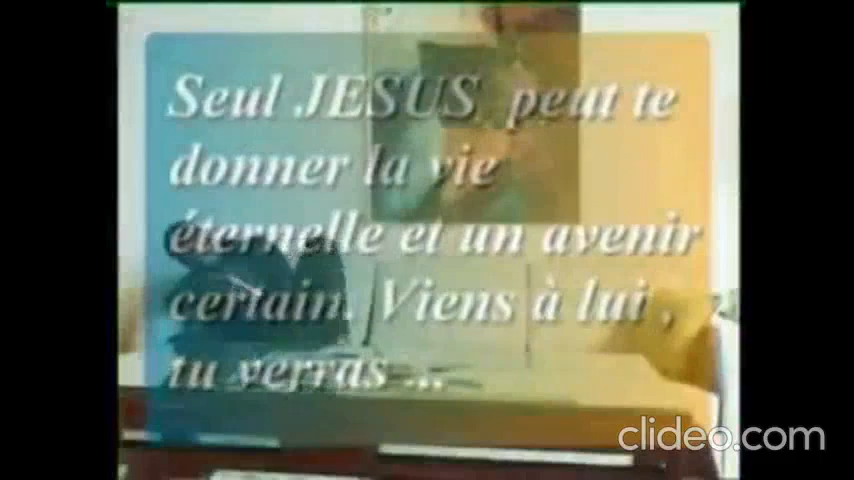 Seul JESUS peut te
donner la vie
éternelle et un avenir
certain. Viens à lui ,
tu verras ...
clideo.com